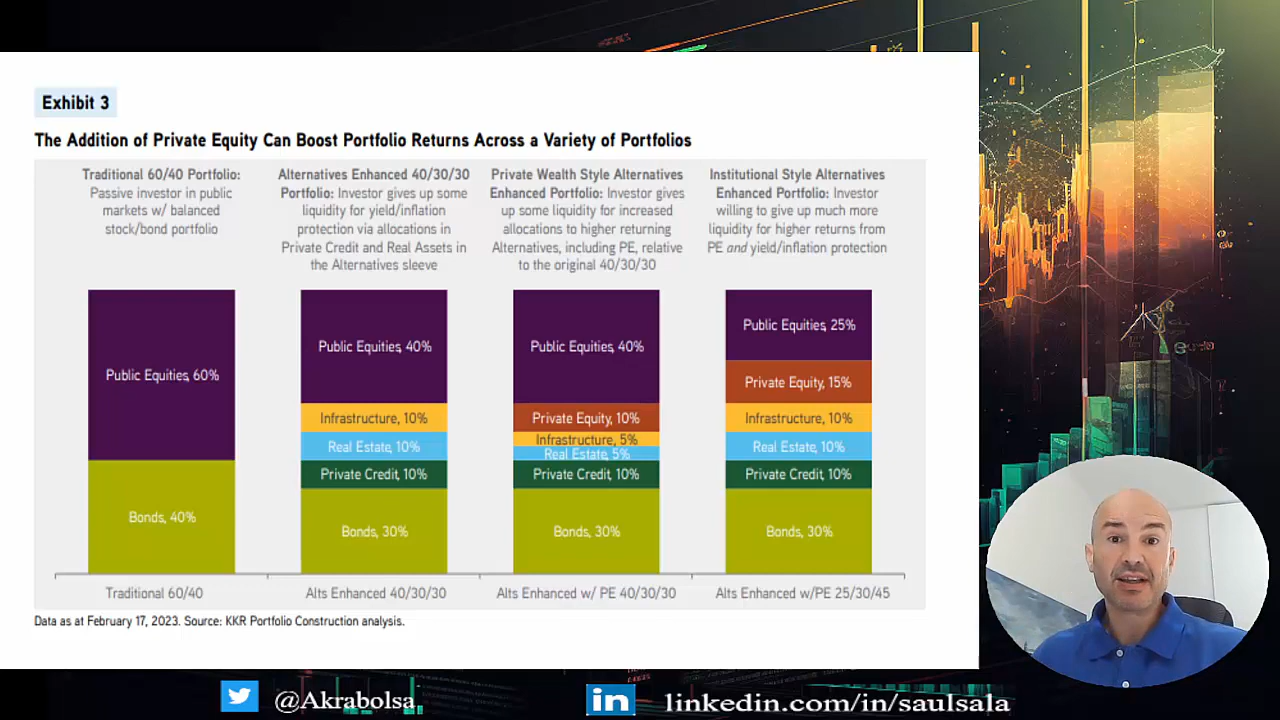 Exhibit 3
The Addition of Private Equity Can Boost Portfolio Returns Across a Variety of Portfolios
Traditional 60/40 Portfolio:
Passive investor in public
markets w/ balanced
stock/bond portfolio
Alternatives Enhanced 40/30/30
Portfolio: Investor gives up some
liquidity for yield/inflation
protection via allocations in
Private Credit and Real Assets in
the Alternatives sleeve
Private Wealth Style Alternatives
Enhanced Portfolio: Investor gives
up some liquidity for increased
allocations to higher returning
Alternatives, including PE, relative
to the original 40/30/30
Institutional Style Alternatives
Enhanced Portfolio: Investor
willing to give up much more
liquidity for higher returns from
PE and yield/inflation protection
Public Equities, 60%
Bonds, 40%
Public Equities, 40%
Infrastructure, 10%
Real Estate, 10%
Private Credit, 10%
Bonds, 30%
Public Equities, 40%
Private Equity, 10%
Infrastructure, 5%
Real Estate, 5%
Private Credit, 10%
Bonds, 30%
Public Equities, 25%
Private Equity, 15%
Infrastructure, 10%
Real Estate, 10%
Private Credit, 10%
Bonds, 30%
Traditional 60/40
Alts Enhanced 40/30/30
Alts Enhanced w/ PE 40/30/30
Alts Enhanced w/PE 25/30/45
Data as at February 17, 2023. Source: KKR Portfolio Construction analysis.
@Akrabolsa
in
linkedin.com/in/saulsala